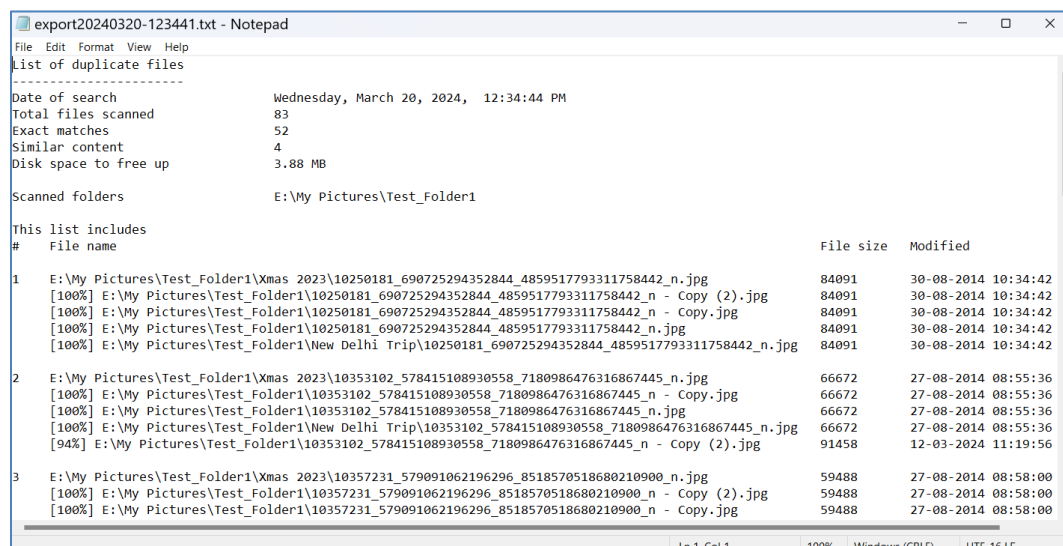 export20240320-123441.txt - Notepad
File Edit Format View Help
List of duplicate files
-----------------------
Date of search Wednesday, March 20, 2024, 12:34:44 PM
Total files scanned 83
Exact matches 52
Similar content 4
Disk space to free up 3.88 MB
Scanned folders E:\My Pictures\Test_Folder1
This list includes
# File name File size Modified
1 E:\My Pictures\Test_Folder1\Xmas 2023\10250181_690725294352844_4859517793311758442_n.jpg 84091 30-08-2014 10:34:42
[100%] E:\My Pictures\Test_Folder1\10250181_690725294352844_4859517793311758442_n - Copy (2).jpg 84091 30-08-2014 10:34:42
[100%] E:\My Pictures\Test_Folder1\10250181_690725294352844_4859517793311758442_n - Copy.jpg 84091 30-08-2014 10:34:42
[100%] E:\My Pictures\Test_Folder1\10250181_690725294352844_4859517793311758442_n.jpg 84091 30-08-2014 10:34:42
[100%] E:\My Pictures\Test_Folder1\New Delhi Trip\10250181_690725294352844_4859517793311758442_n.jpg 84091 30-08-2014 10:34:42
2 E:\My Pictures\Test_Folder1\Xmas 2023\10353102_578415108930558_7180986476316867445_n.jpg 66672 27-08-2014 08:55:36
[100%] E:\My Pictures\Test_Folder1\10353102_578415108930558_7180986476316867445_n - Copy.jpg 66672 27-08-2014 08:55:36
[100%] E:\My Pictures\Test_Folder1\10353102_578415108930558_7180986476316867445_n.jpg 66672 27-08-2014 08:55:36
[100%] E:\My Pictures\Test_Folder1\New Delhi Trip\10353102_578415108930558_7180986476316867445_n.jpg 66672 27-08-2014 08:55:36
[94%] E:\My Pictures\Test_Folder1\10353102_578415108930558_7180986476316867445_n - Copy (2).jpg 91458 12-03-2024 11:19:56
3 E:\My Pictures\Test_Folder1\Xmas 2023\10357231_579091062196296_8518570518680210900_n.jpg 59488 27-08-2014 08:58:00
[100%] E:\My Pictures\Test_Folder1\10357231_579091062196296_8518570518680210900_n - Copy (2).jpg 59488 27-08-2014 08:58:00
[100%] E:\My Pictures\Test_Folder1\10357231_579091062196296_8518570518680210900_n - Copy.jpg 59488 27-08-2014 08:58:00